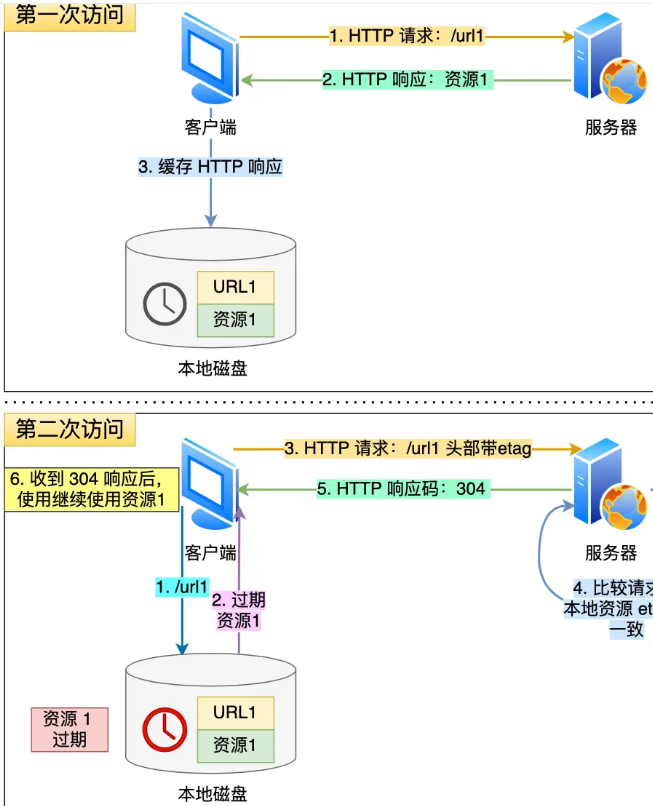 第一次访问
1. HTTP 请求：/url1
2. HTTP 响应：资源1
客户端
服务器
3. 缓存 HTTP 响应
URL1
资源1
本地磁盘
第二次访问
3. HTTP 请求：/url1 头部带etag
6. 收到 304 响应后，
使用继续使用资源1
5. HTTP 响应码：304
客户端
服务器
1. /url1
2. 过期
资源1
4. 比较请求
本地资源 et
一致
资源 1
过期
URL1
资源1
本地磁盘